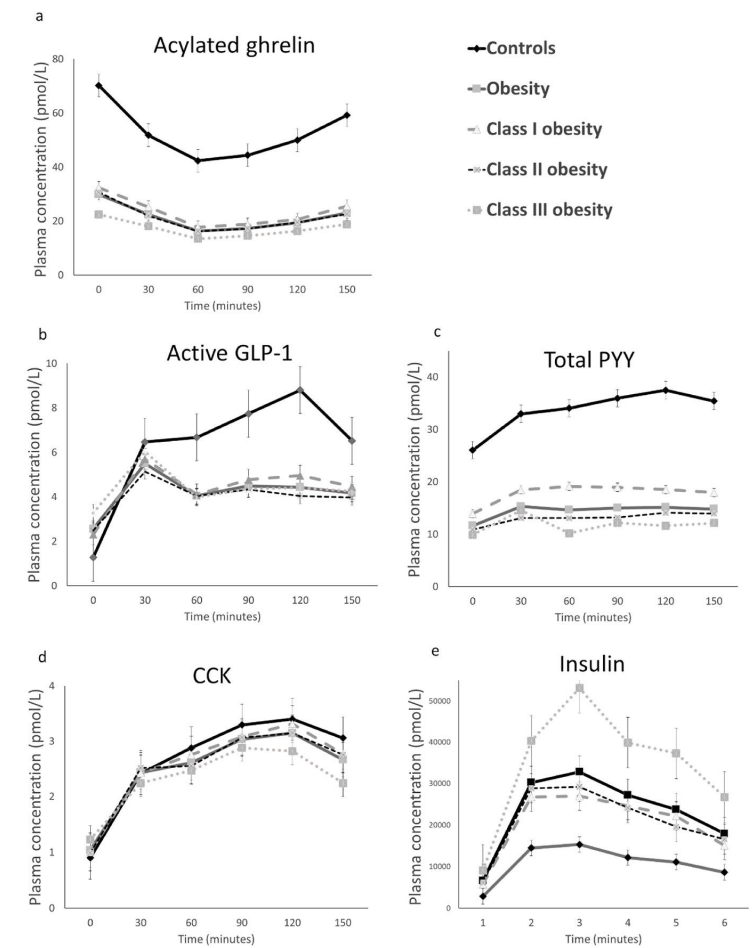 a
Acylated ghrelin
Plasma concentration (pmol/L)
80
60
40
20
0
0 30 60 90 120 150
Time (minutes)
Controls
Obesity
Class I obesity
Class II obesity
Class III obesity
b
Active GLP-1
Plasma concentration (pmol/L)
10
8
6
4
2
0
0 30 60 90 120 150
Time (minutes)
c
Total PYY
Plasma concentration (pmol/L)
40
30
20
10
0
0 30 60 90 120 150
Time (minutes)
d
CCK
Plasma concentration (pmol/L)
4
3
2
1
0
0 30 60 90 120 150
Time (minutes)
e
Insulin
Plasma concentration (pmol/L)
50000
40000
30000
20000
10000
0
1 2 3 4 5 6
Time (minutes)